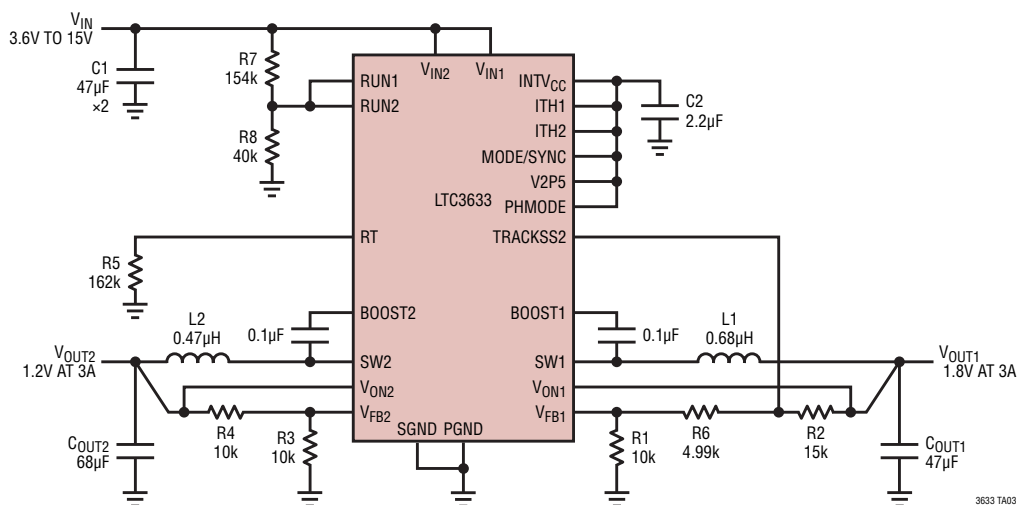 VIN
3.6V TO 15V
C1
47µF
×2
R7
154k
R8
40k
RUN1
RUN2
VIN2
VIN1
INTVCC
ITH1
ITH2
MODE/SYNC
V2P5
PHMODE
C2
2.2µF
LTC3633
RT
TRACKSS2
R5
162k
BOOST2
BOOST1
L2
0.47µH
0.1µF
0.1µF
L1
0.68µH
SW2
SW1
VOUT2
1.2V AT 3A
VOUT1
1.8V AT 3A
VON2
VON1
VFB2
VFB1
SGND PGND
COUT2
68µF
R4
10k
R3
10k
R1
10k
R6
4.99k
R2
15k
COUT1
47µF
3633 TA03